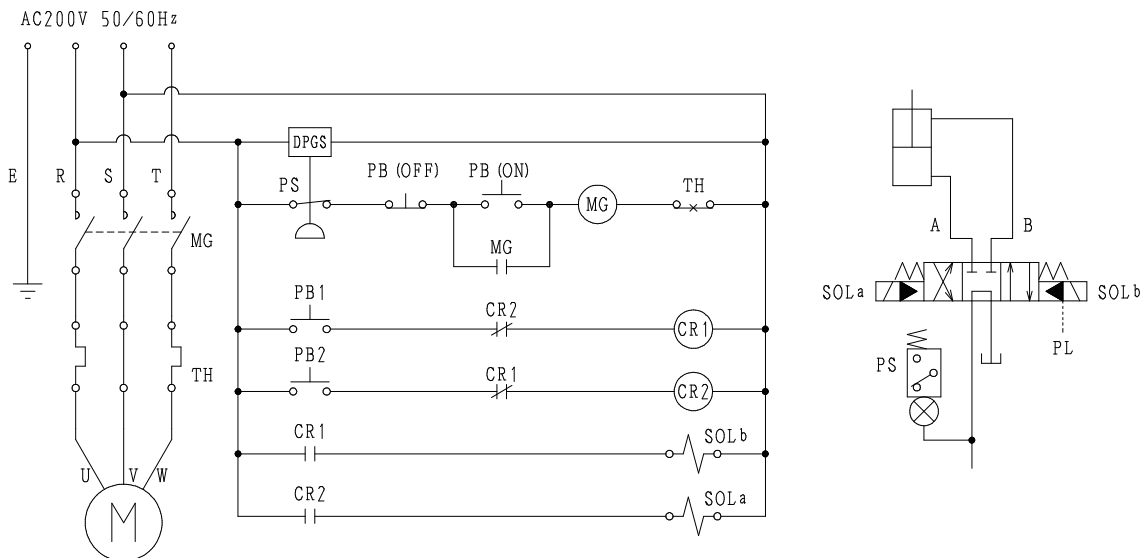 AC200V 50/60Hz
E
R
S
T
MG
TH
U
V
W
M
DPGS
PS
PB (OFF)
PB (ON)
MG
TH
MG
PB1
CR2
CR1
PB2
CR1
CR2
CR1
SOLb
CR2
SOLa
A
B
SOLa
SOLb
PL
PS